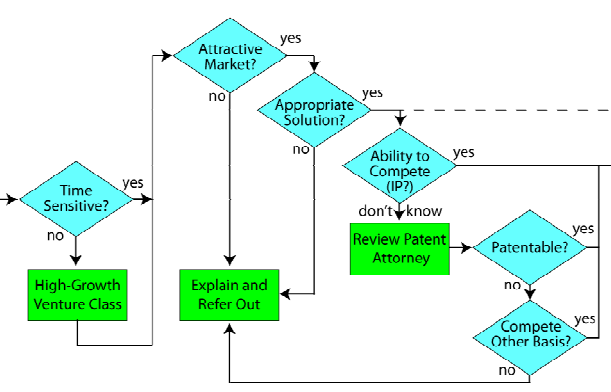 Attractive
Market?
yes
no
Appropriate
Solution?
yes
no
Ability to
Compete
(IP?)
yes
don't know
Time
Sensitive?
yes
no
High-Growth
Venture Class
Explain and
Refer Out
Review Patent
Attorney
Patentable?
yes
no
Compete
Other Basis?
yes
no